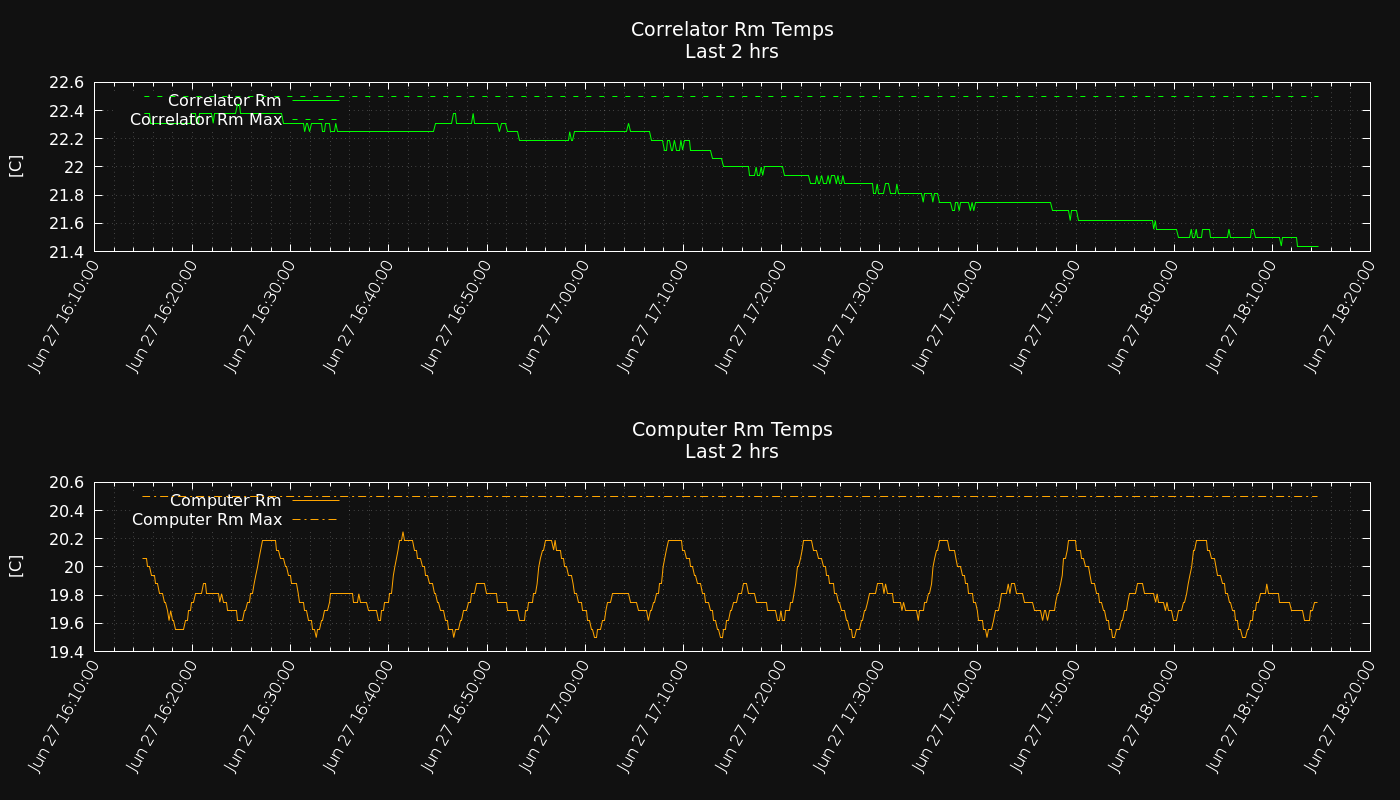 Correlator Rm Temps
Last 2 hrs
22.6
22.4
22.2
22
21.8
21.6
21.4
[C]
Correlator Rm
Correlator Rm Max
Jun 27 16:10:00
Jun 27 16:20:00
Jun 27 16:30:00
Jun 27 16:40:00
Jun 27 16:50:00
Jun 27 17:00:00
Jun 27 17:10:00
Jun 27 17:20:00
Jun 27 17:30:00
Jun 27 17:40:00
Jun 27 17:50:00
Jun 27 18:00:00
Jun 27 18:10:00
Jun 27 18:20:00
Computer Rm Temps
Last 2 hrs
20.6
20.4
20.2
20
19.8
19.6
19.4
[C]
Computer Rm
Computer Rm Max
Jun 27 16:10:00
Jun 27 16:20:00
Jun 27 16:30:00
Jun 27 16:40:00
Jun 27 16:50:00
Jun 27 17:00:00
Jun 27 17:10:00
Jun 27 17:20:00
Jun 27 17:30:00
Jun 27 17:40:00
Jun 27 17:50:00
Jun 27 18:00:00
Jun 27 18:10:00
Jun 27 18:20:00